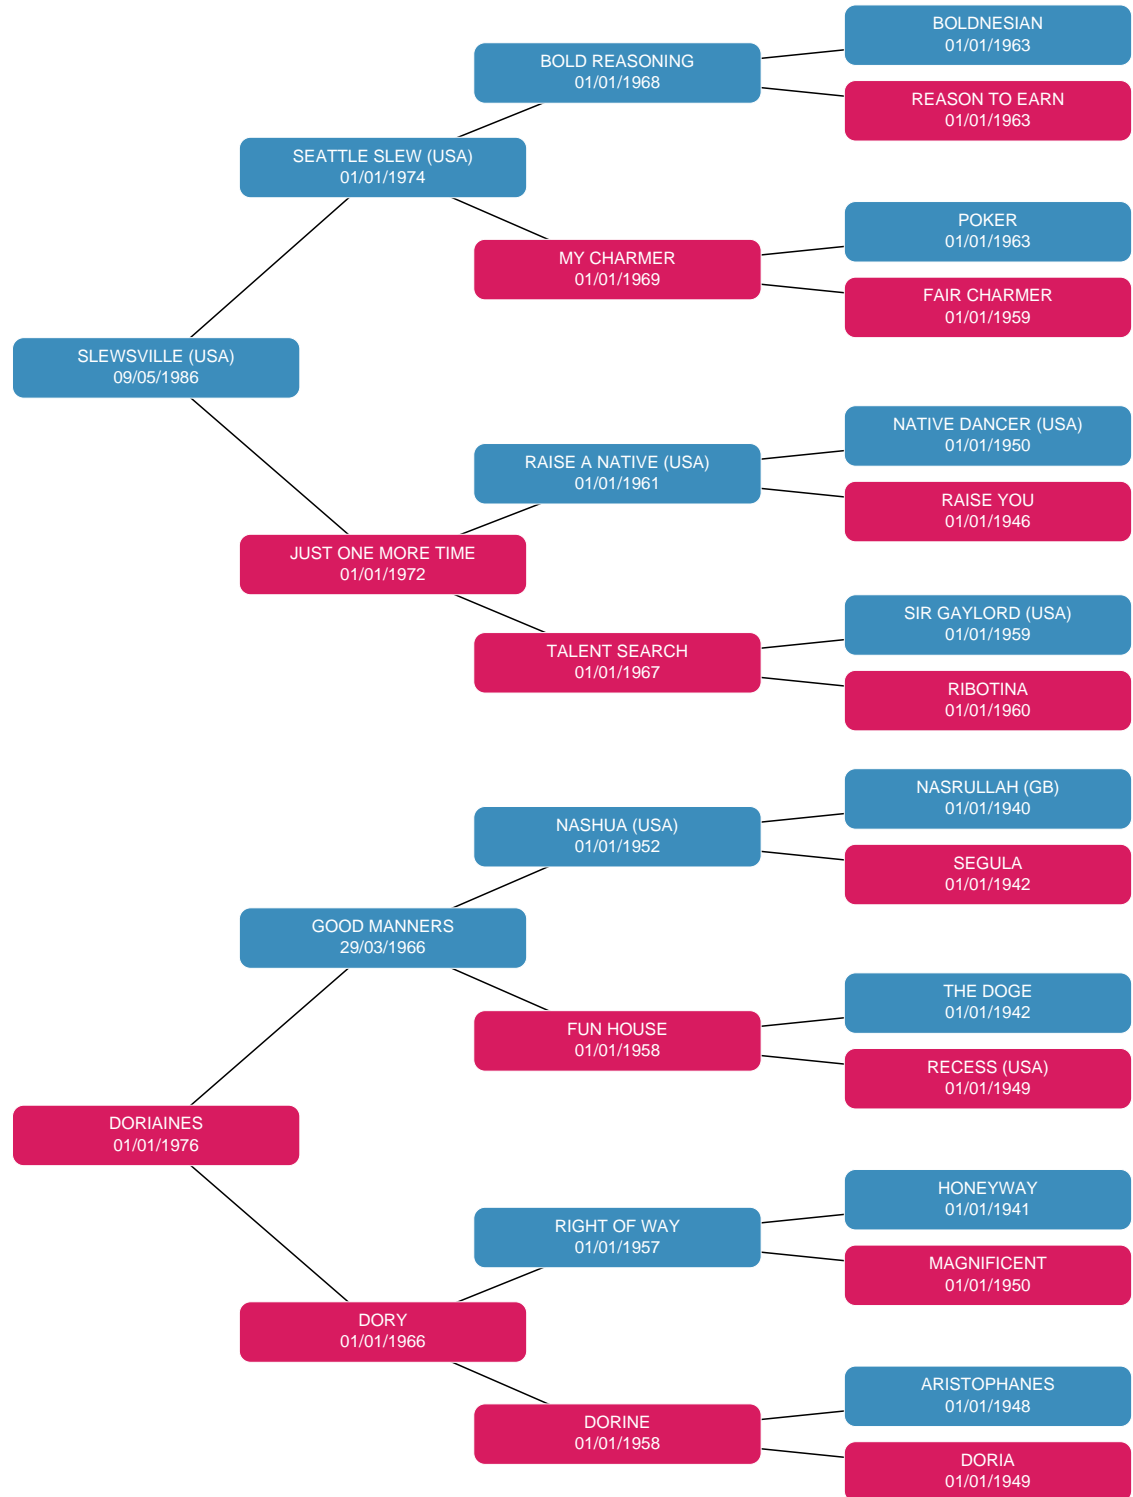 BOLDNESIAN
01/01/1963
BOLD REASONING
01/01/1968
REASON TO EARN
01/01/1963
SEATTLE SLEW (USA)
01/01/1974
POKER
01/01/1963
MY CHARMER
01/01/1969
FAIR CHARMER
01/01/1959
SLEWSVILLE (USA)
09/05/1986
NATIVE DANCER (USA)
01/01/1950
RAISE A NATIVE (USA)
01/01/1961
RAISE YOU
01/01/1946
JUST ONE MORE TIME
01/01/1972
SIR GAYLORD (USA)
01/01/1959
TALENT SEARCH
01/01/1967
RIBOTINA
01/01/1960
NASRULLAH (GB)
01/01/1940
NASHUA (USA)
01/01/1952
SEGULA
01/01/1942
GOOD MANNERS
29/03/1966
THE DOGE
01/01/1942
FUN HOUSE
01/01/1958
RECESS (USA)
01/01/1949
DORIAINES
01/01/1976
HONEYWAY
01/01/1941
RIGHT OF WAY
01/01/1957
MAGNIFICENT
01/01/1950
DORY
01/01/1966
ARISTOPHANES
01/01/1948
DORINE
01/01/1958
DORIA
01/01/1949